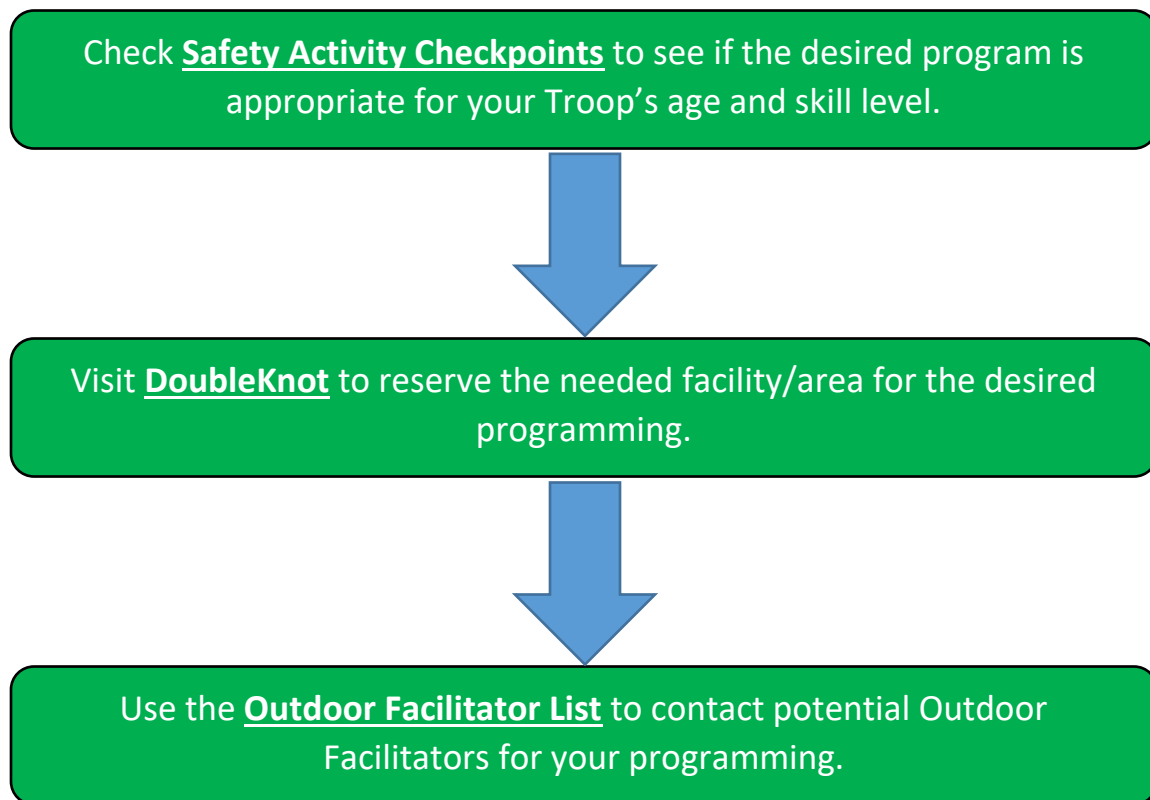 Check Safety Activity Checkpoints to see if the desired program is
appropriate for your Troop’s age and skill level.
Visit DoubleKnot to reserve the needed facility/area for the desired
programming.
Use the Outdoor Facilitator List to contact potential Outdoor
Facilitators for your programming.